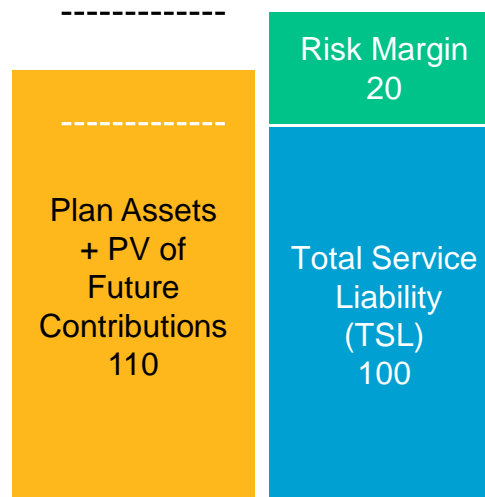 Risk Margin
20
Plan Assets
+ PV of
Future
Contributions
110
Total Service
Liability
(TSL)
100